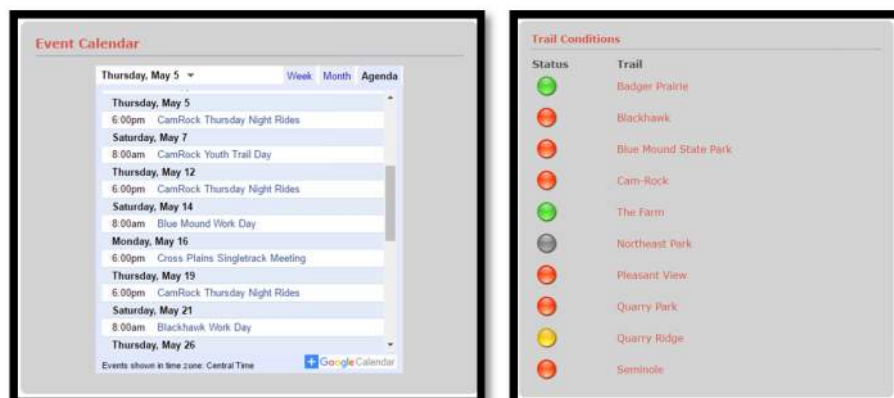 Event Calendar
Thursday, May 5
Week Month Agenda
Thursday, May 5
6:00pm CamRock Thursday Night Rides
Saturday, May 7
8:00am CamRock Youth Trail Day
Thursday, May 12
6:00pm CamRock Thursday Night Rides
Saturday, May 14
8:00am Blue Mound Work Day
Monday, May 16
6:00pm Cross Plains Singletrack Meeting
Thursday, May 19
6:00pm CamRock Thursday Night Rides
Saturday, May 21
8:00am Blackhawk Work Day
Thursday, May 26
Events shown in time zone: Central Time
Google Calendar
Trail Conditions
Status Trail
Badger Prairie
Blackhawk
Blue Mound State Park
Cam-Rock
The Farm
Northeast Park
Pleasant View
Quarry Park
Quarry Ridge
Seminole